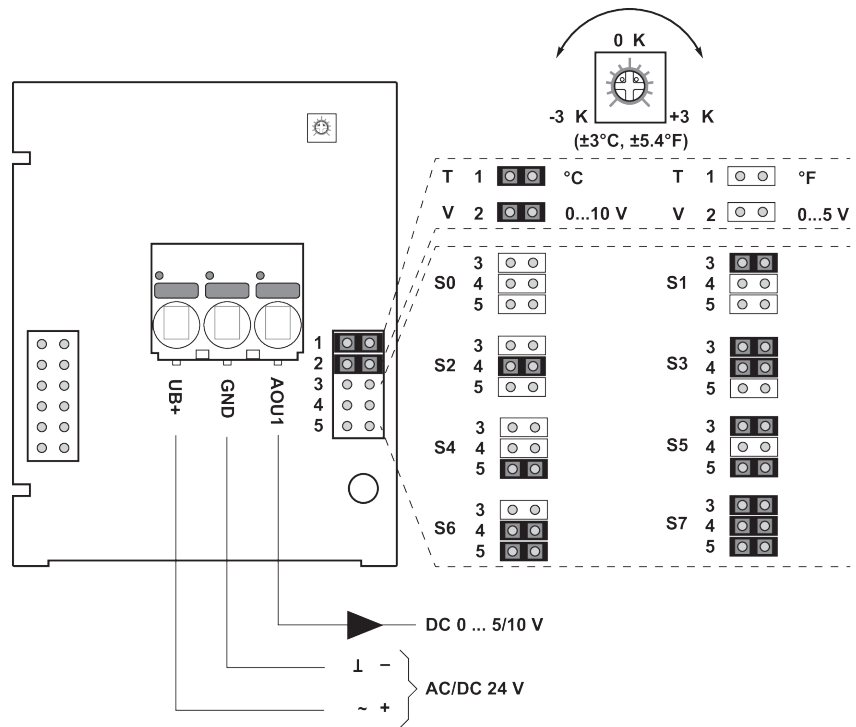 0 K
-3 K +3 K
(±3°C, ±5.4°F)
T 1 °C T 1 °F
V 2 0...10 V V 2 0...5 V
S0 3 4 5 S1 3 4 5
S2 3 4 5 S3 3 4 5
S4 3 4 5 S5 3 4 5
S6 3 4 5 S7 3 4 5
1
2
3
4
5
UB+ GND AOU1
DC 0 ... 5/10 V
⊥ –
~ +
AC/DC 24 V